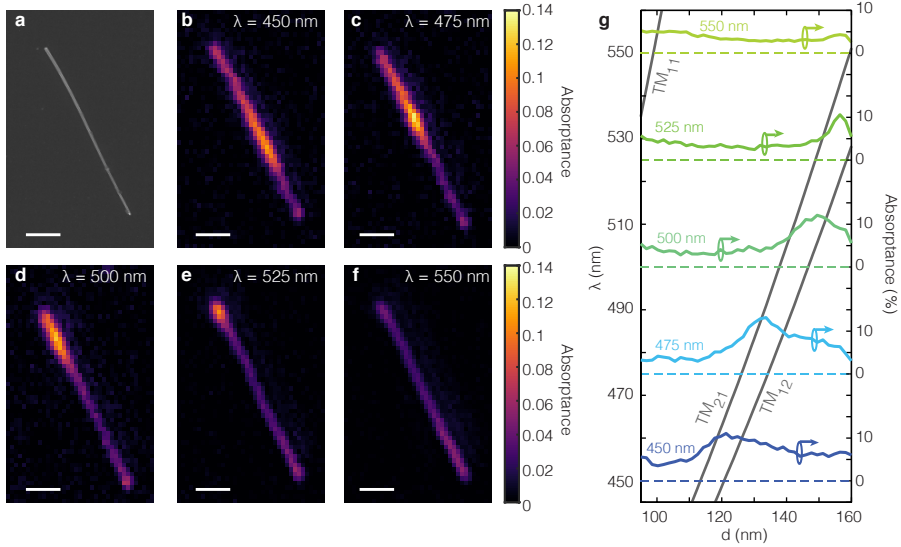 a
b λ = 450 nm
c λ = 475 nm
0.14
0.12
0.10
0.08
0.06
0.04
0.02
0
Absorptance
d λ = 500 nm
e λ = 525 nm
f λ = 550 nm
0.14
0.12
0.10
0.08
0.06
0.04
0.02
0
Absorptance
g
λ (nm)
550
530
510
490
470
450
550 nm
525 nm
500 nm
475 nm
450 nm
TM11
TM21
TM12
10
0
10
0
10
0
10
0
10
0
Absorptance (%)
100
120
140
160
d (nm)